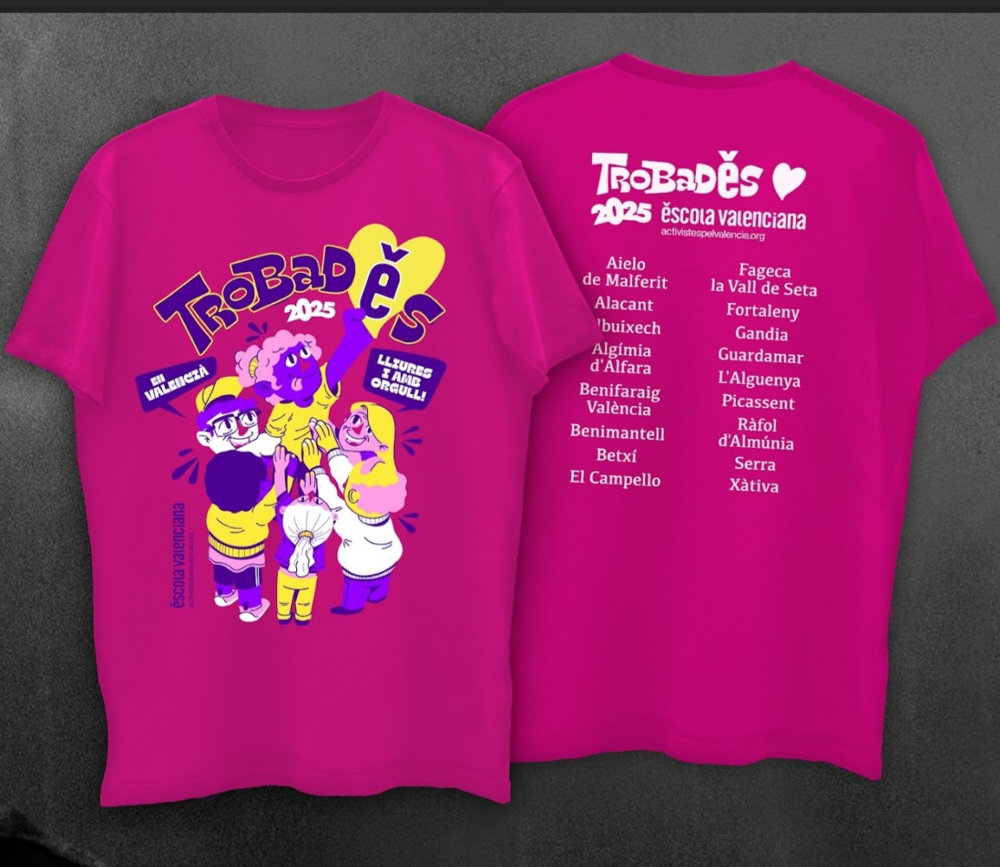 TROBADĔS
2025
EN
VALENCIÀ
LLIURES
I AMB
ORGULL!
ĕscola valenciana
activistespelvalencia.org
TROBADĚS
2025 ĕscola valenciana
activistespelvalencia.org
Aielo
de Malferit
Alacant
lbuixech
Algímia
d'Alfara
Benifaraig
València
Benimantell
Betxí
El Campello
Fageca
la Vall de Seta
Fortaleny
Gandia
Guardamar
L'Alguenya
Picassent
Ràfol
d'Almúnia
Serra
Xàtiva